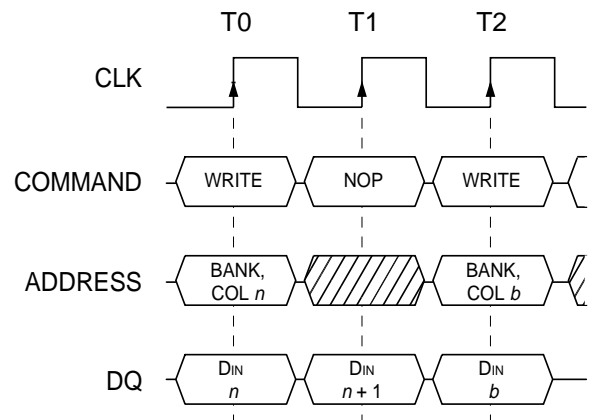 T0 T1 T2
CLK
COMMAND WRITE NOP WRITE
ADDRESS BANK, COL n BANK, COL b
DQ DIN n DIN n + 1 DIN b